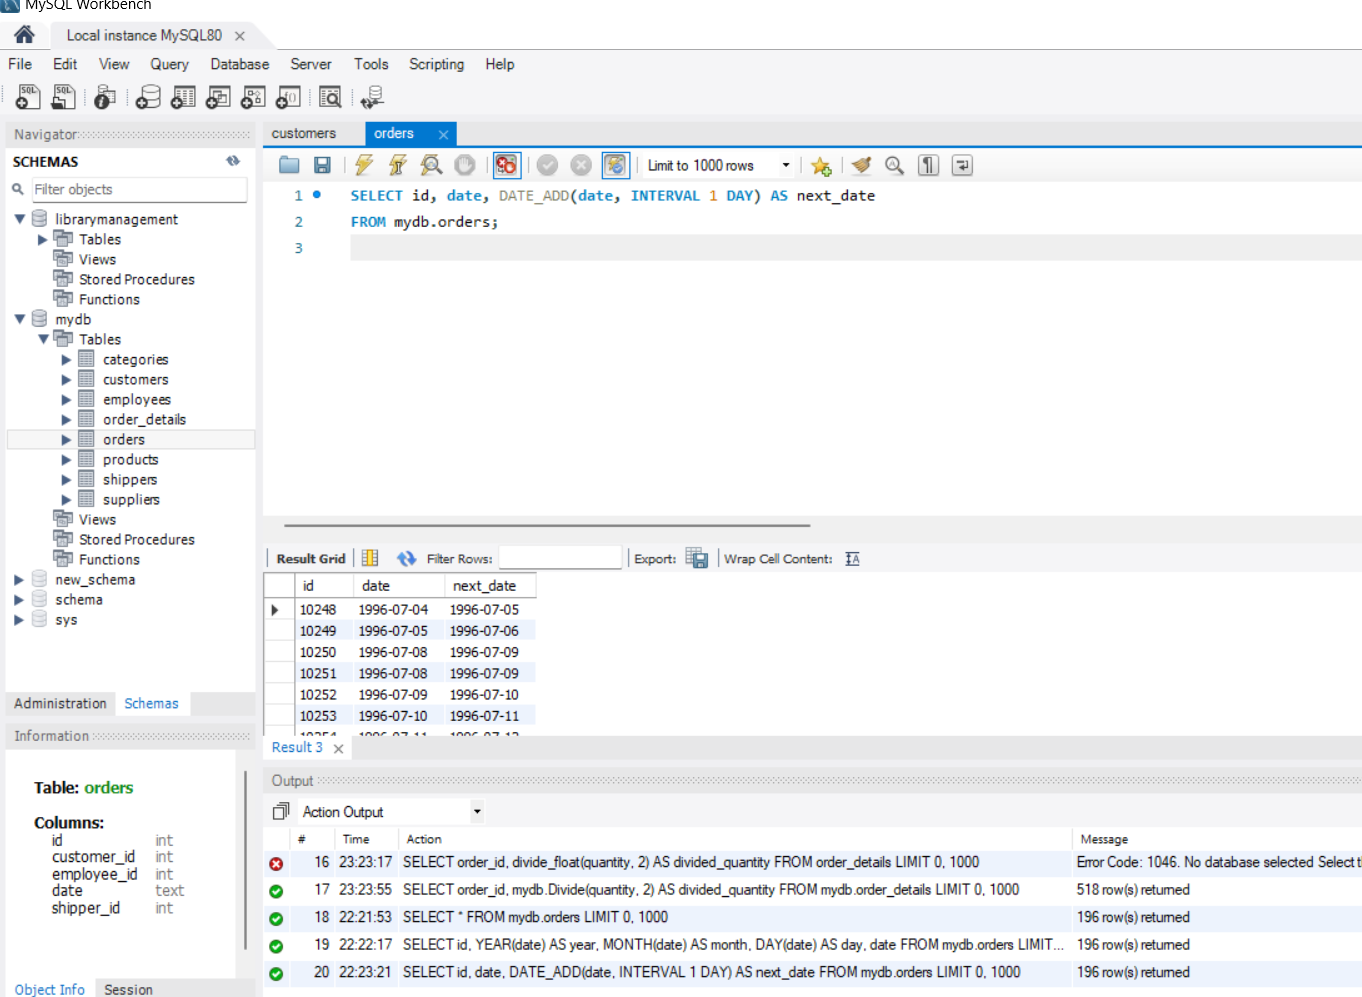 MySQL Workbench
Local instance MySQL80
File Edit View Query Database Server Tools Scripting Help
Navigator
SCHEMAS
Filter objects
librarymanagement
Tables
Views
Stored Procedures
Functions
mydb
Tables
categories
customers
employees
order_details
orders
products
shippers
suppliers
Views
Stored Procedures
Functions
new_schema
schema
sys
Administration Schemas
Information
Table: orders
Columns:
id int
customer_id int
employee_id int
date text
shipper_id int
Object Info Session
customers orders
Limit to 1000 rows
1 SELECT id, date, DATE_ADD(date, INTERVAL 1 DAY) AS next_date
2 FROM mydb.orders;
3
Result Grid Filter Rows: Export: Wrap Cell Content:
id date next_date
10248 1996-07-04 1996-07-05
10249 1996-07-05 1996-07-06
10250 1996-07-08 1996-07-09
10251 1996-07-08 1996-07-09
10252 1996-07-09 1996-07-10
10253 1996-07-10 1996-07-11
10254 1996-07-11 1996-07-12
Result 3
Output
Action Output
# Time Action Message
16 23:23:17 SELECT order_id, divide_float(quantity, 2) AS divided_quantity FROM order_details LIMIT 0, 1000 Error Code: 1046. No database selected Select t
17 23:23:55 SELECT order_id, mydb.Divide(quantity, 2) AS divided_quantity FROM mydb.order_details LIMIT 0, 1000 518 row(s) returned
18 22:21:53 SELECT * FROM mydb.orders LIMIT 0, 1000 196 row(s) returned
19 22:22:17 SELECT id, YEAR(date) AS year, MONTH(date) AS month, DAY(date) AS day, date FROM mydb.orders LIMIT... 196 row(s) returned
20 22:23:21 SELECT id, date, DATE_ADD(date, INTERVAL 1 DAY) AS next_date FROM mydb.orders LIMIT 0, 1000 196 row(s) returned